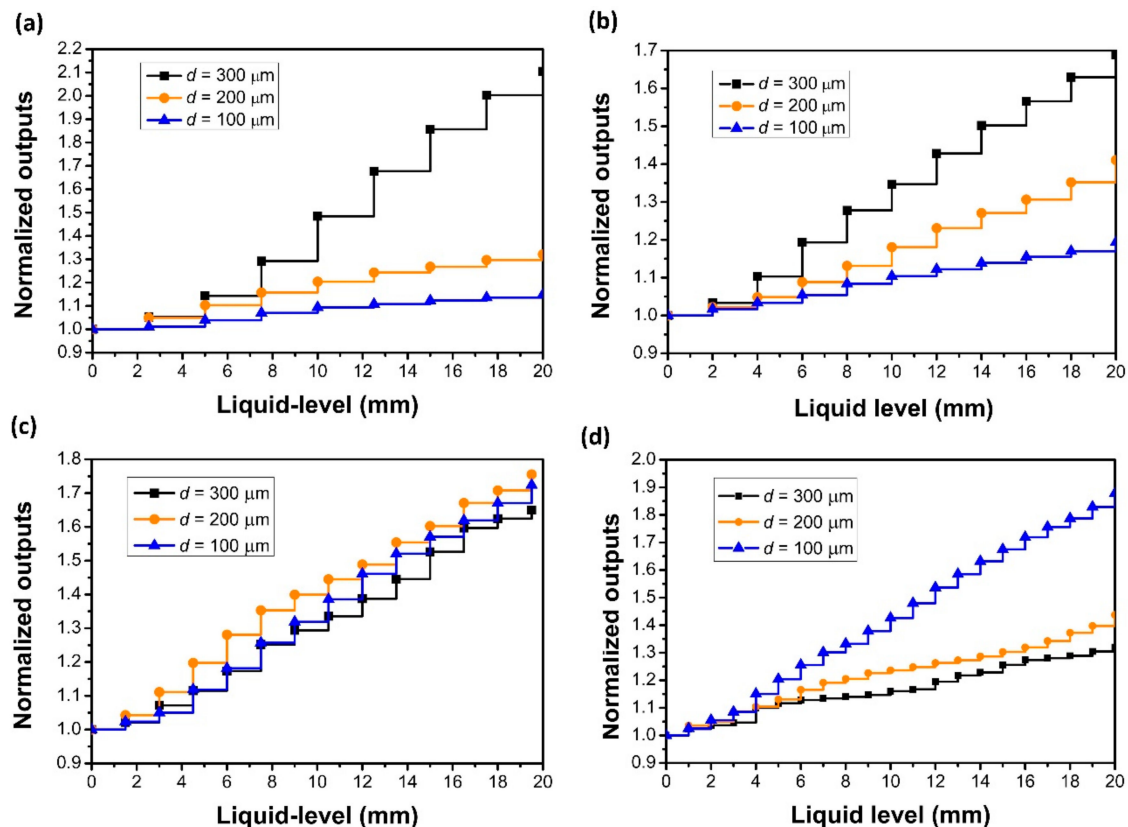 (a)
2.2
2.1
2.0
1.9
1.8
1.7
1.6
1.5
1.4
1.3
1.2
1.1
1.0
0.9
Normalized outputs
d = 300 μm
d = 200 μm
d = 100 μm
0 2 4 6 8 10 12 14 16 18 20
Liquid-level (mm)
(b)
1.7
1.6
1.5
1.4
1.3
1.2
1.1
1.0
0.9
Normalized outputs
d = 300 μm
d = 200 μm
d = 100 μm
0 2 4 6 8 10 12 14 16 18 20
Liquid level (mm)
(c)
1.8
1.7
1.6
1.5
1.4
1.3
1.2
1.1
1.0
0.9
Normalized outputs
d = 300 μm
d = 200 μm
d = 100 μm
0 2 4 6 8 10 12 14 16 18 20
Liquid-level (mm)
(d)
2.0
1.9
1.8
1.7
1.6
1.5
1.4
1.3
1.2
1.1
1.0
0.9
Normalized outputs
d = 300 μm
d = 200 μm
d = 100 μm
0 2 4 6 8 10 12 14 16 18 20
Liquid level (mm)